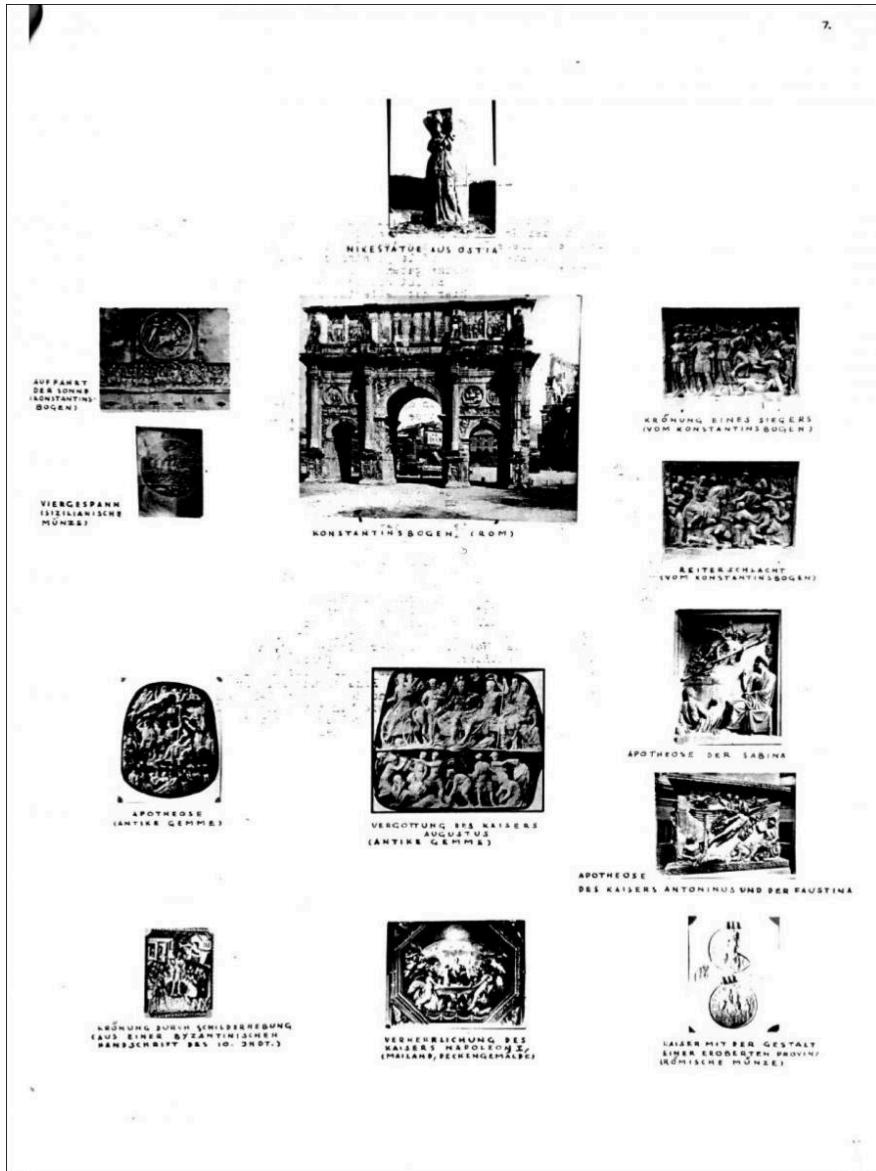 7.
NIKESTATUE AUS OSTIA
AUFFAHRT
DER SONNE
(KONSTANTINS-
BOGEN)
KONSTANTINSBOGEN, (ROM)
KRÖNUNG EINES SIEGERS
(VOM KONSTANTINSBOGEN)
VIERGESPANN
(SIZILIANISCHE
MÜNZE)
REITERSCHLACHT
(VOM KONSTANTINSBOGEN)
APOTHEOSE DER SABINA
APOTHEOSE
(ANTIKE GEMME)
VERGOTTUNG DES KAISERS
AUGUSTUS
(ANTIKE GEMME)
APOTHEOSE
DES KAISERS ANTONINUS UND DER FAUSTINA
KRÖNUNG DURCH SCHILDERHEBUNG
(AUS EINER BYZANTINISCHEN
HANDSCHRIFT DES 10. JHDT.)
VERHERRLICHUNG DES
KAISERS NAPOLEON I,
(MAILAND, DECKENGEMÄLDE)
KAISER MIT DER GESTALT
EINER EROBERTEN PROVINZ
(RÖMISCHE MÜNZE)